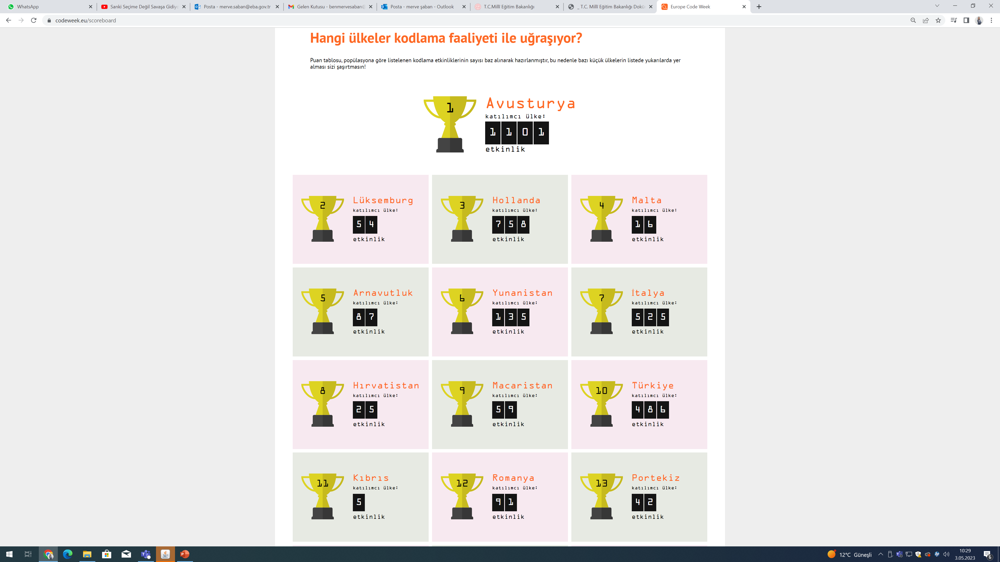 WhatsApp
Sanki Seçime Değil Savaşa Gidiyo
Posta - merve.saban@eba.gov.tr
Gelen Kutusu - benmervesaban@
Posta - merve şaban - Outlook
T.C.Millî Eğitim Bakanlığı
_ T.C. Millî Eğitim Bakanlığı Dokü
Europe Code Week
codeweek.eu/scoreboard
Hangi ülkeler kodlama faaliyeti ile uğraşıyor?
Puan tablosu, popülasyona göre listelenen kodlama etkinliklerinin sayısı baz alınarak hazırlanmıştır, bu nedenle bazı küçük ülkelerin listede yukarılarda yer
alması sizi şaşırtmasın!
1
Avusturya
katılımcı ülke:
1101
etkinlik
2
Lüksemburg
katılımcı ülke:
54
etkinlik
3
Hollanda
katılımcı ülke:
758
etkinlik
4
Malta
katılımcı ülke:
16
etkinlik
5
Arnavutluk
katılımcı ülke:
87
etkinlik
6
Yunanistan
katılımcı ülke:
135
etkinlik
7
İtalya
katılımcı ülke:
525
etkinlik
8
Hırvatistan
katılımcı ülke:
25
etkinlik
9
Macaristan
katılımcı ülke:
59
etkinlik
10
Türkiye
katılımcı ülke:
486
etkinlik
11
Kıbrıs
katılımcı ülke:
5
etkinlik
12
Romanya
katılımcı ülke:
91
etkinlik
13
Portekiz
katılımcı ülke:
42
etkinlik
12°C Güneşli
10:29
3.05.2023
6